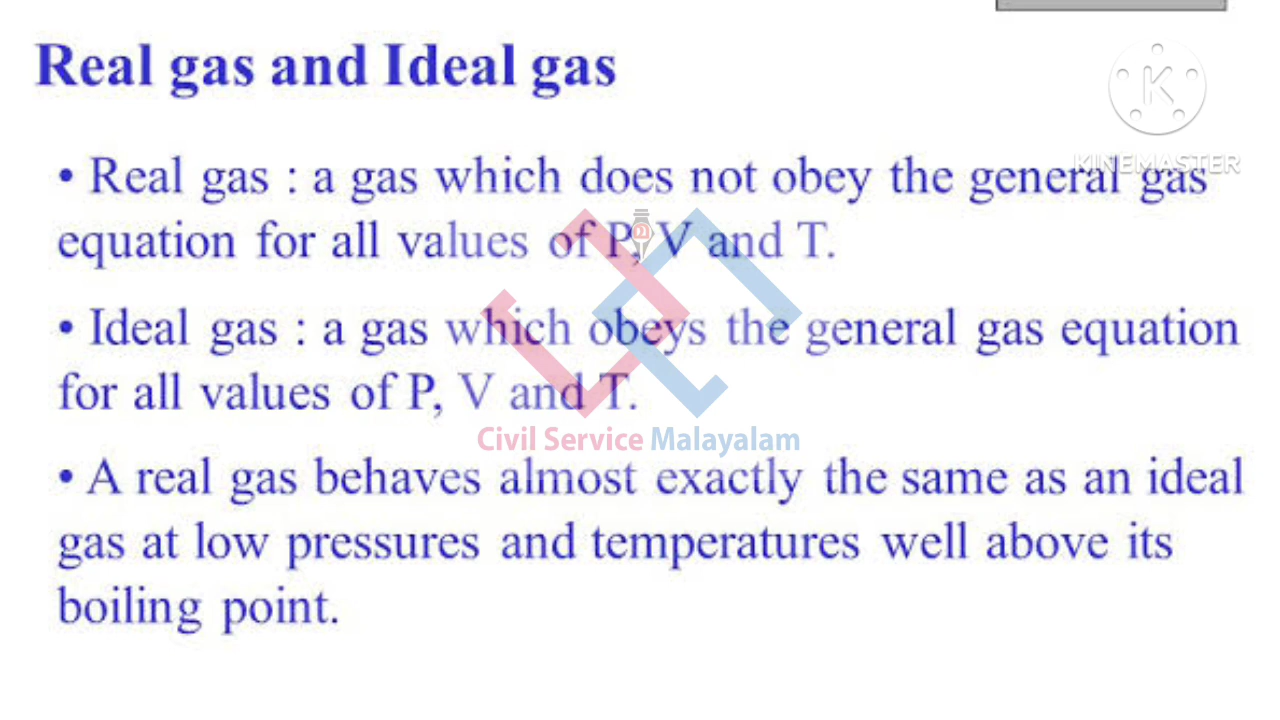 Real gas and Ideal gas
K
KINEMASTER
• Real gas : a gas which does not obey the general gas
equation for all values of P, V and T.
• Ideal gas : a gas which obeys the general gas equation
for all values of P, V and T.
Civil Service Malayalam
• A real gas behaves almost exactly the same as an ideal
gas at low pressures and temperatures well above its
boiling point.